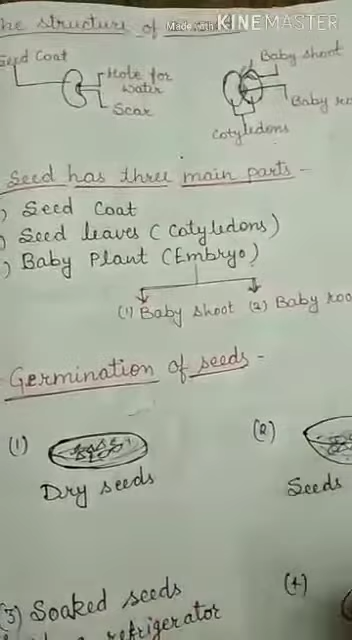 he structure of
Made with KINEMASTER
Seed Coat
Hole for
water
Scar
Baby shoot
Baby ro
Cotyledons
Seed has three main parts -
) Seed Coat
) Seed leaves (Cotyledons)
) Baby Plant (Embryo)
(1) Baby shoot (2) Baby roo
Germination of seeds -
(1)
Dry seeds
(2)
Seeds
(3) Soaked seeds
refrigerator
(4)